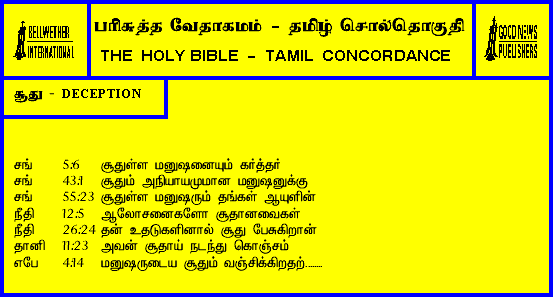 BELLWETHER
INTERNATIONAL
பரிசுத்த வேதாகமம் - தமிழ் சொல்தொகுதி
THE HOLY BIBLE - TAMIL CONCORDANCE
GOOD NEWS
PUBLISHERS
சூது - DECEPTION
சங் 5:6 சூதுள்ள மனுஷனையும் கர்த்தர்
சங் 43:1 சூதும் அநியாயமுமான மனுஷனுக்கு
சங் 55:23 சூதுள்ள மனுஷரும் தங்கள் ஆயுளின்
நீதி 12:5 ஆலோசனைகளோ சூதானவைகள்
நீதி 26:24 தன் உதடுகளினால் சூது பேசுகிறான்
தானி 11:23 அவன் சூதாய் நடந்து கொஞ்சம்
எபே 4:14 மனுஷருடைய சூதும் வஞ்சிக்கிறதற்........